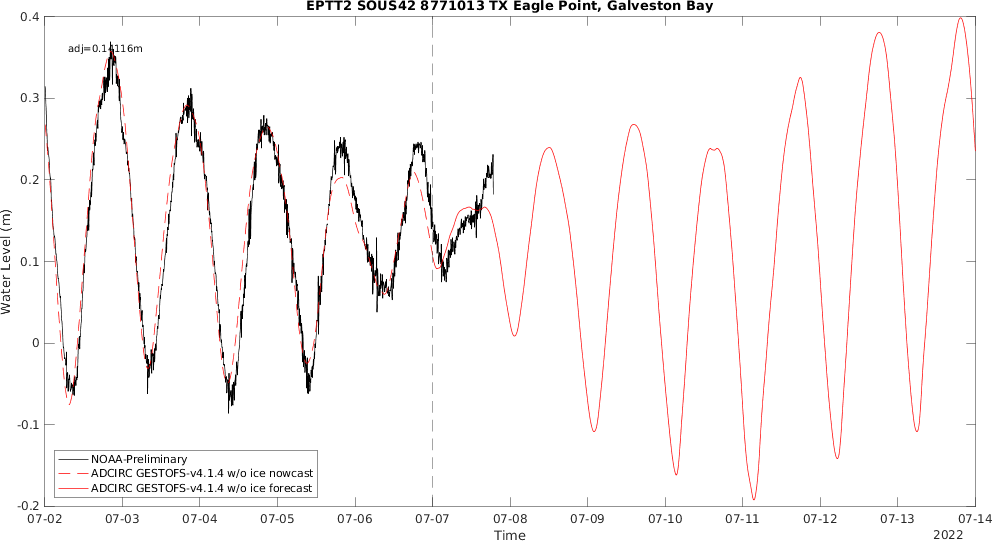 EPTT2 SOUS42 8771013 TX Eagle Point, Galveston Bay
adj=0.14116m
0.4
0.3
0.2
0.1
0
-0.1
-0.2
Water Level (m)
NOAA-Preliminary
ADCIRC GESTOFS-v4.1.4 w/o ice nowcast
ADCIRC GESTOFS-v4.1.4 w/o ice forecast
07-02 07-03 07-04 07-05 07-06 07-07 07-08 07-09 07-10 07-11 07-12 07-13 07-14
Time
2022